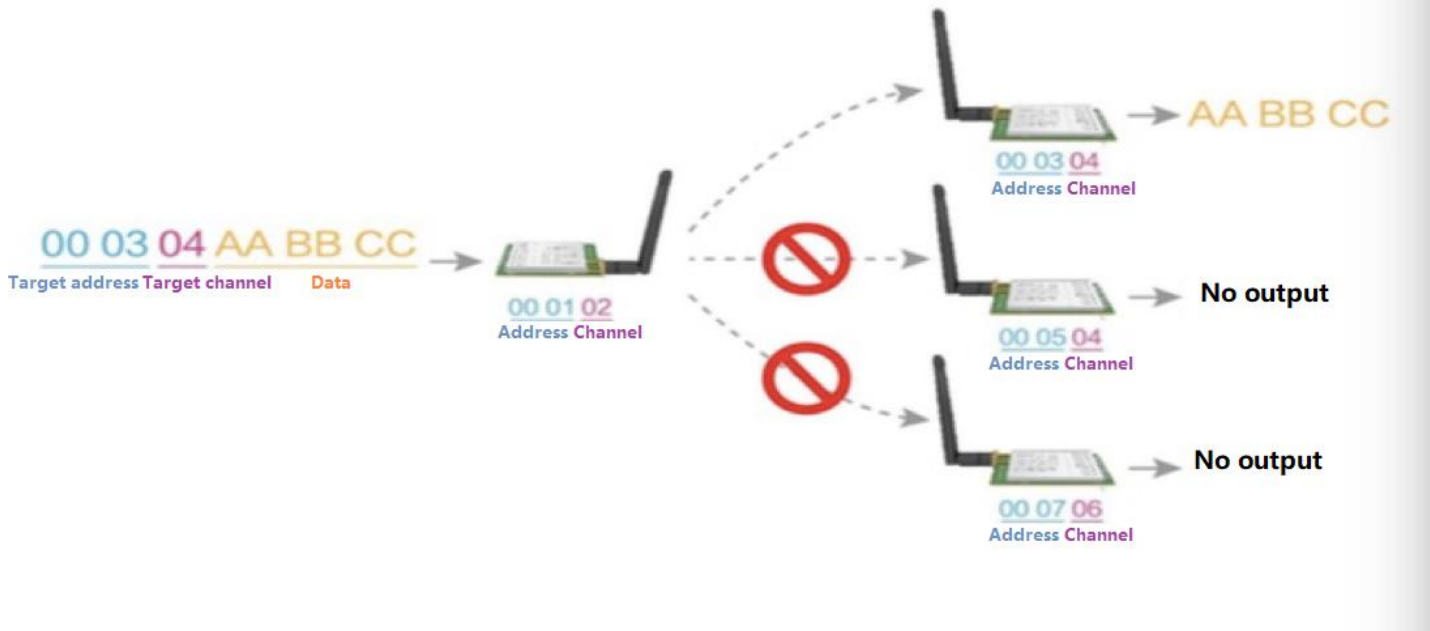 00 03 04 AA BB CC
Target address Target channel Data
00 01 02
Address Channel
AA BB CC
00 03 04
Address Channel
No output
00 05 04
Address Channel
No output
00 07 06
Address Channel